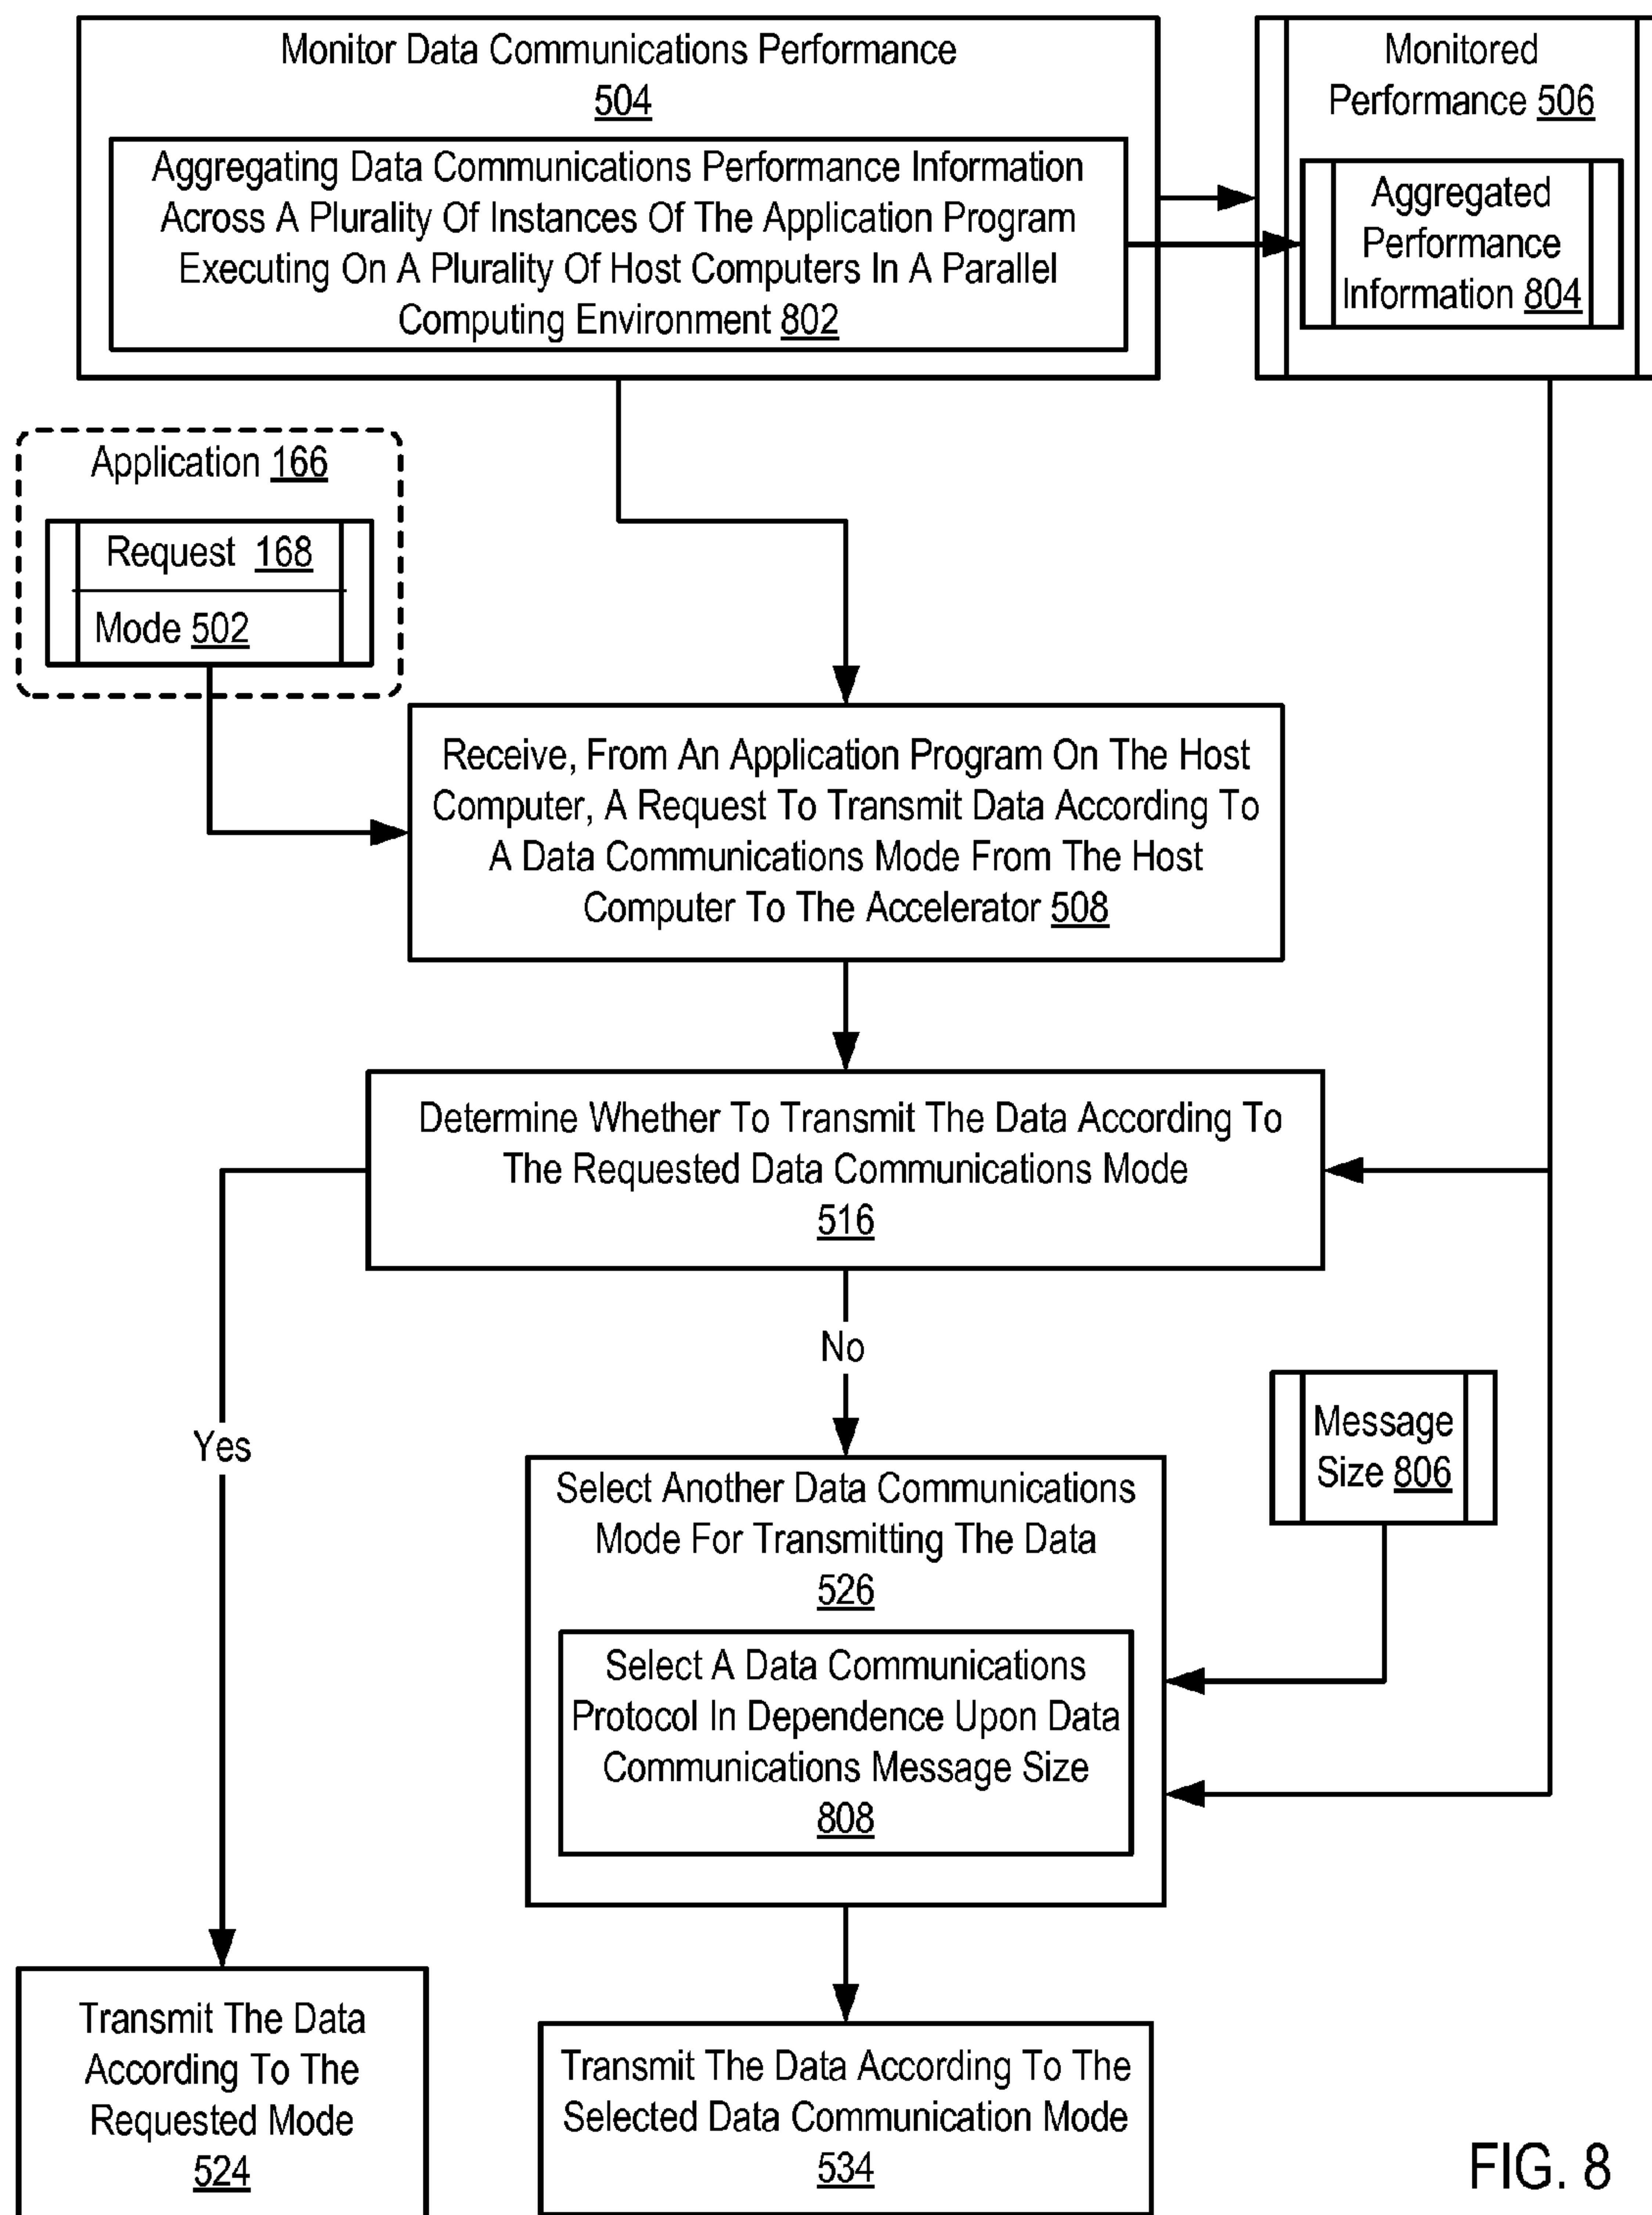 Monitor Data Communications Performance
504
Aggregating Data Communications Performance Information
Across A Plurality Of Instances Of The Application Program
Executing On A Plurality Of Host Computers In A Parallel
Computing Environment 802
Monitored
Performance 506
Aggregated
Performance
Information 804
Application 166
Request 168
Mode 502
Receive, From An Application Program On The Host
Computer, A Request To Transmit Data According To
A Data Communications Mode From The Host
Computer To The Accelerator 508
Determine Whether To Transmit The Data According To
The Requested Data Communications Mode
516
No
Yes
Message
Size 806
Select Another Data Communications
Mode For Transmitting The Data
526
Select A Data Communications
Protocol In Dependence Upon Data
Communications Message Size
808
Transmit The Data
According To The
Requested Mode
524
Transmit The Data According To The
Selected Data Communication Mode
534
FIG. 8